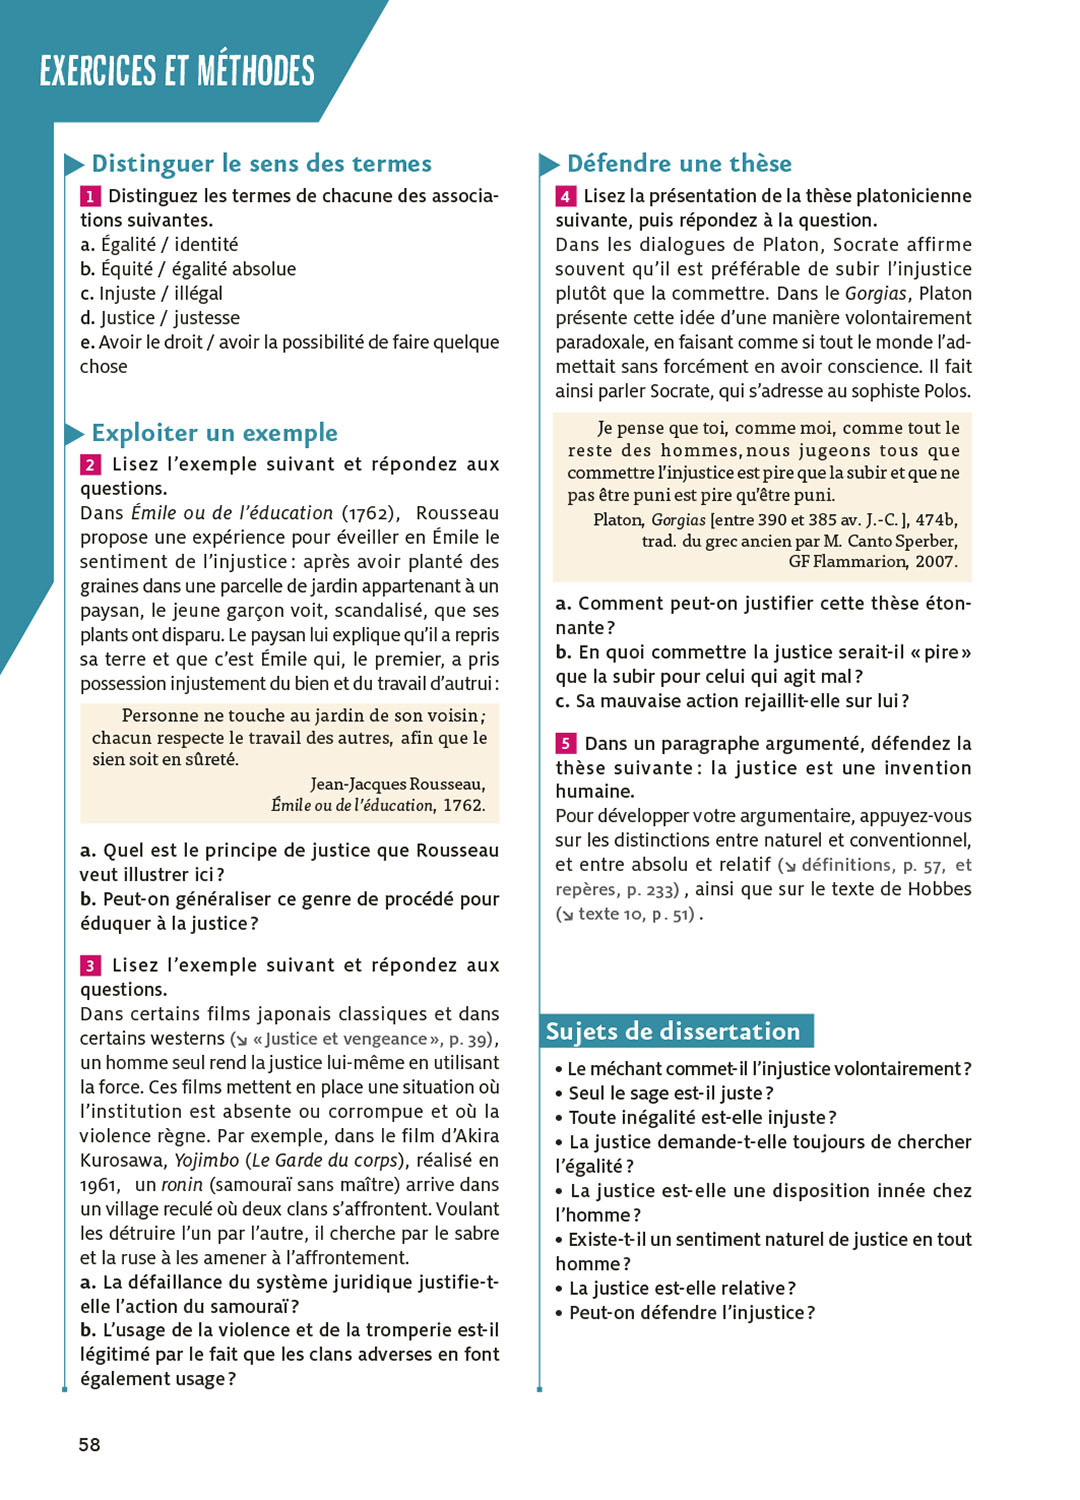 EXERCICES ET MÉTHODES
Distinguer le sens des termes
1 Distinguez les termes de chacune des associa-
tions suivantes.
a. Égalité / identité
b. Équité / égalité absolue
c. Injuste / illégal
d. Justice / justesse
e. Avoir le droit / avoir la possibilité de faire quelque
chose
Exploiter un exemple
2 Lisez l'exemple suivant et répondez aux
questions.
Dans Émile ou de l'éducation (1762), Rousseau
propose une expérience pour éveiller en Émile le
sentiment de l'injustice : après avoir planté des
graines dans une parcelle de jardin appartenant à un
paysan, le jeune garçon voit, scandalisé, que ses
plants ont disparu. Le paysan lui explique qu'il a repris
sa terre et que c'est Émile qui, le premier, a pris
possession injustement du bien et du travail d'autrui :
Personne ne touche au jardin de son voisin ;
chacun respecte le travail des autres, afin que le
sien soit en sûreté.
Jean-Jacques Rousseau,
Émile ou de l'éducation, 1762.
a. Quel est le principe de justice que Rousseau
veut illustrer ici ?
b. Peut-on généraliser ce genre de procédé pour
éduquer à la justice ?
3 Lisez l'exemple suivant et répondez aux
questions.
Dans certains films japonais classiques et dans
certains westerns (↘ « Justice et vengeance », p. 39),
un homme seul rend la justice lui-même en utilisant
la force. Ces films mettent en place une situation où
l'institution est absente ou corrompue et où la
violence règne. Par exemple, dans le film d'Akira
Kurosawa, Yojimbo (Le Garde du corps), réalisé en
1961, un ronin (samouraï sans maître) arrive dans
un village reculé où deux clans s'affrontent. Voulant
les détruire l'un par l'autre, il cherche par le sabre
et la ruse à les amener à l'affrontement.
a. La défaillance du système juridique justifie-t-
elle l'action du samouraï ?
b. L'usage de la violence et de la tromperie est-il
légitimé par le fait que les clans adverses en font
également usage ?
58
Défendre une thèse
4 Lisez la présentation de la thèse platonicienne
suivante, puis répondez à la question.
Dans les dialogues de Platon, Socrate affirme
souvent qu'il est préférable de subir l'injustice
plutôt que la commettre. Dans le Gorgias, Platon
présente cette idée d'une manière volontairement
paradoxale, en faisant comme si tout le monde l'ad-
mettait sans forcément en avoir conscience. Il fait
ainsi parler Socrate, qui s'adresse au sophiste Polos.
Je pense que toi, comme moi, comme tout le
reste des hommes, nous jugeons tous que
commettre l'injustice est pire que la subir et que ne
pas être puni est pire qu'être puni.
Platon, Gorgias [entre 390 et 385 av. J.-C. ], 474b,
trad. du grec ancien par M. Canto Sperber,
GF Flammarion, 2007.
a. Comment peut-on justifier cette thèse éton-
nante ?
b. En quoi commettre la justice serait-il « pire »
que la subir pour celui qui agit mal ?
c. Sa mauvaise action rejaillit-elle sur lui ?
5 Dans un paragraphe argumenté, défendez la
thèse suivante : la justice est une invention
humaine.
Pour développer votre argumentaire, appuyez-vous
sur les distinctions entre naturel et conventionnel,
et entre absolu et relatif (↘ définitions, p. 57, et
repères, p. 233) , ainsi que sur le texte de Hobbes
(↘ texte 10, p. 51) .
Sujets de dissertation
• Le méchant commet-il l'injustice volontairement ?
• Seul le sage est-il juste ?
• Toute inégalité est-elle injuste ?
• La justice demande-t-elle toujours de chercher
l'égalité ?
• La justice est-elle une disposition innée chez
l'homme ?
• Existe-t-il un sentiment naturel de justice en tout
homme ?
• La justice est-elle relative ?
• Peut-on défendre l'injustice ?